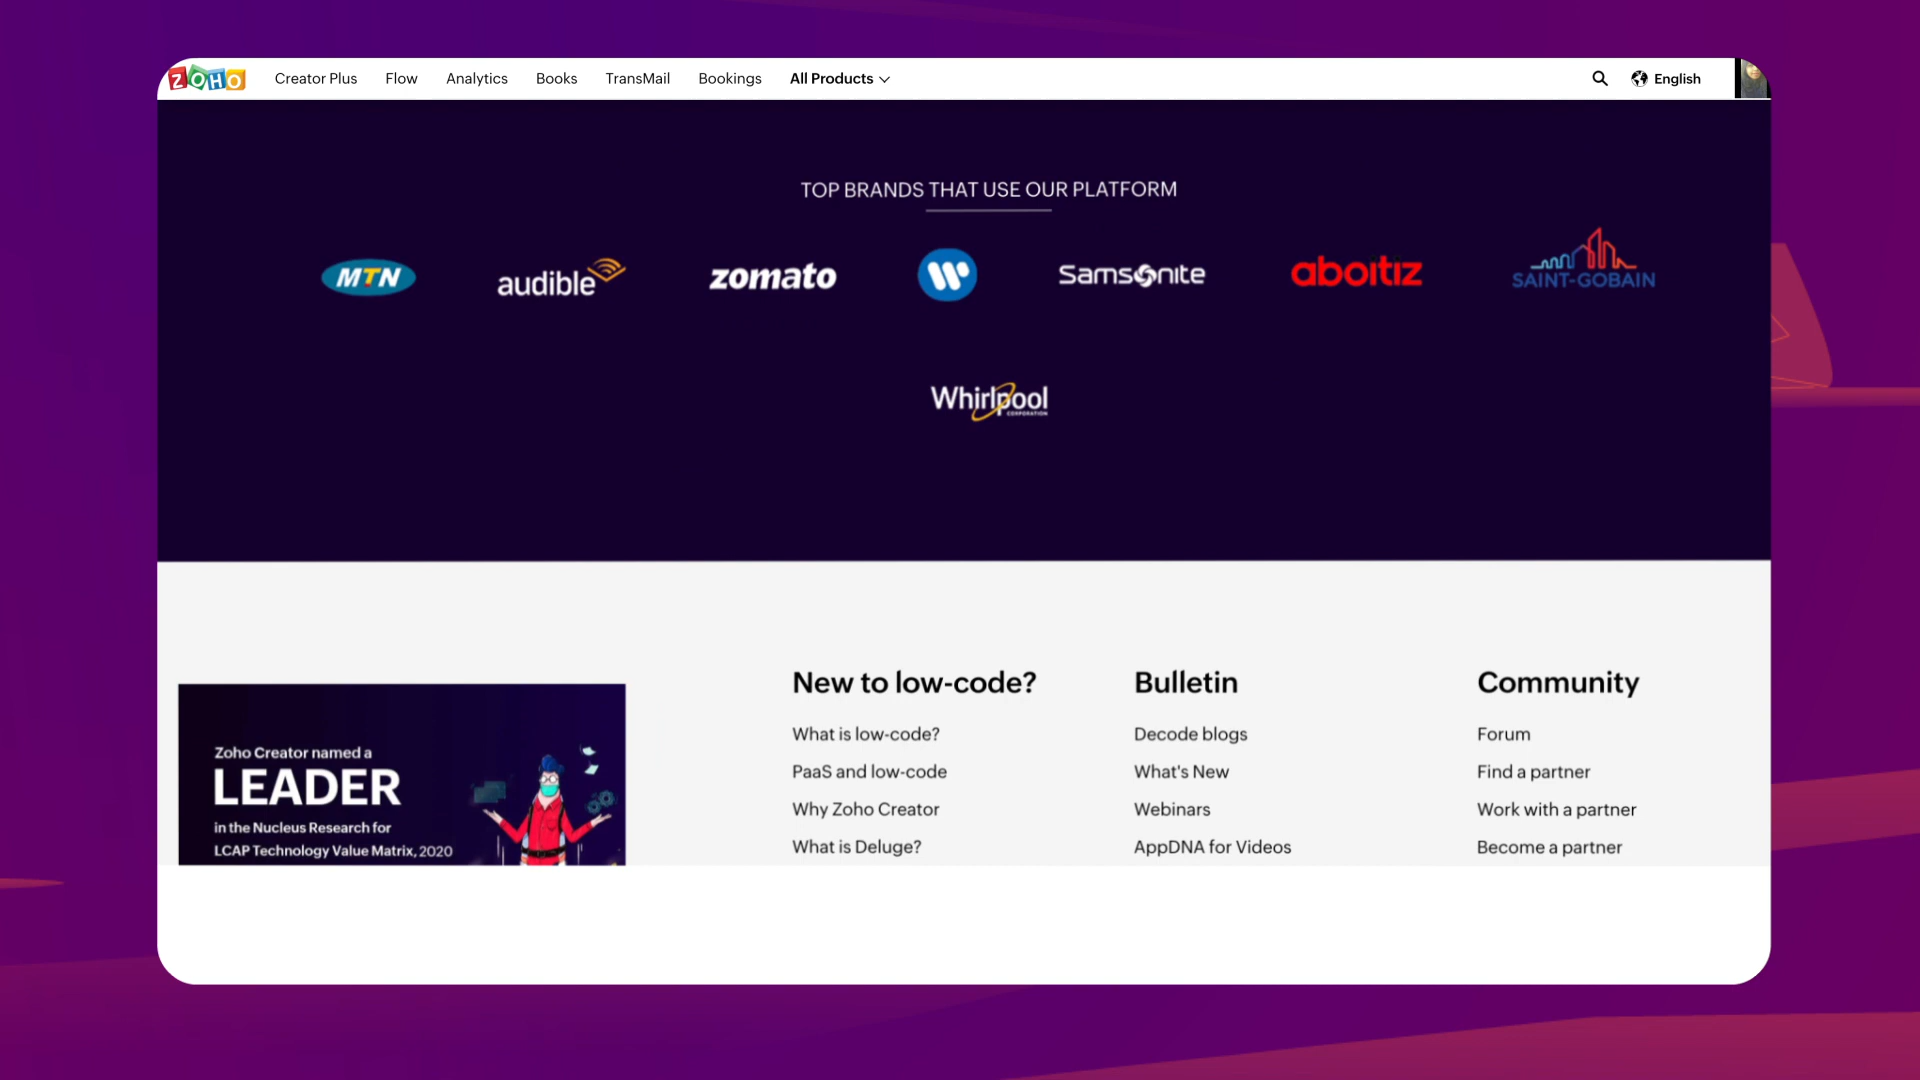 ZOHO Creator Plus Flow Analytics Books TransMail Bookings All Products English
TOP BRANDS THAT USE OUR PLATFORM
MTN audible zomato W Samsonite aboitiz SAINT-GOBAIN
Whirlpool
CORPORATION
Zoho Creator named a
LEADER
in the Nucleus Research for
LCAP Technology Value Matrix, 2020
New to low-code?
What is low-code?
PaaS and low-code
Why Zoho Creator
What is Deluge?
Bulletin
Decode blogs
What's New
Webinars
AppDNA for Videos
Community
Forum
Find a partner
Work with a partner
Become a partner